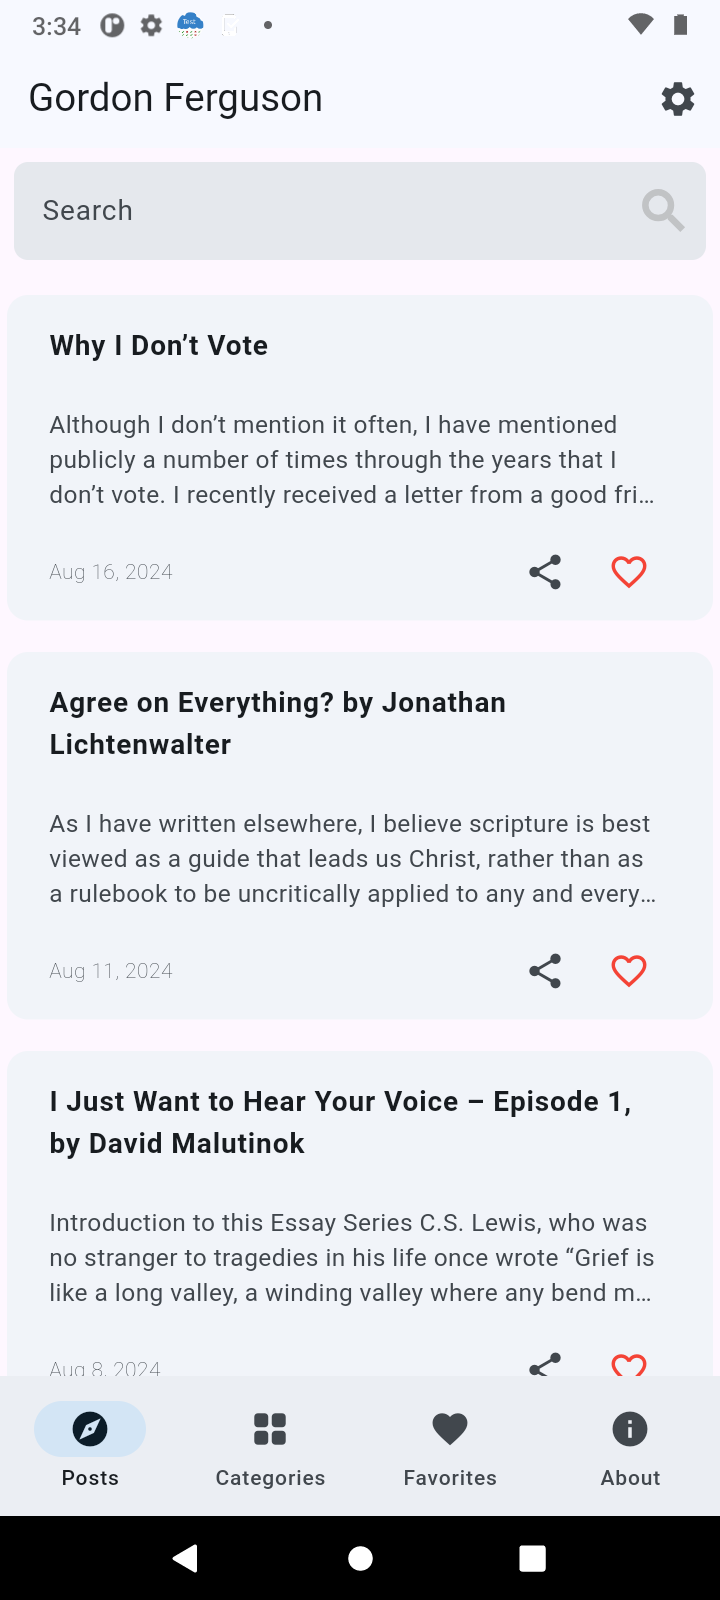 3:34
Test
Gordon Ferguson
Search
Why I Don’t Vote
Although I don’t mention it often, I have mentioned
publicly a number of times through the years that I
don’t vote. I recently received a letter from a good fri…
Aug 16, 2024
Agree on Everything? by Jonathan
Lichtenwalter
As I have written elsewhere, I believe scripture is best
viewed as a guide that leads us Christ, rather than as
a rulebook to be uncritically applied to any and every…
Aug 11, 2024
I Just Want to Hear Your Voice – Episode 1,
by David Malutinok
Introduction to this Essay Series C.S. Lewis, who was
no stranger to tragedies in his life once wrote “Grief is
like a long valley, a winding valley where any bend m…
Aug 8, 2024
Posts
Categories
Favorites
About